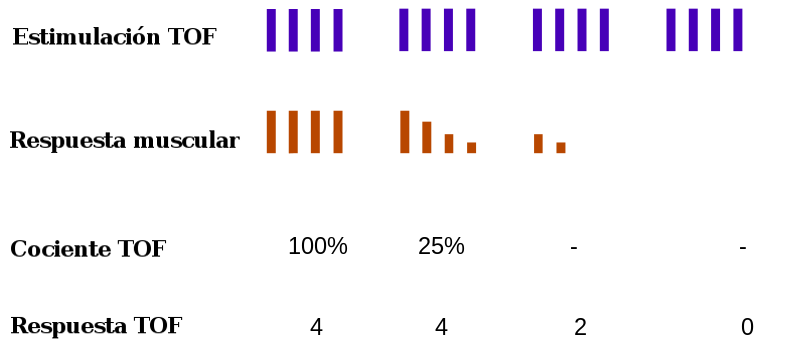 Estimulación TOF
Respuesta muscular
Cociente TOF 100% 25% - -
Respuesta TOF 4 4 2 0